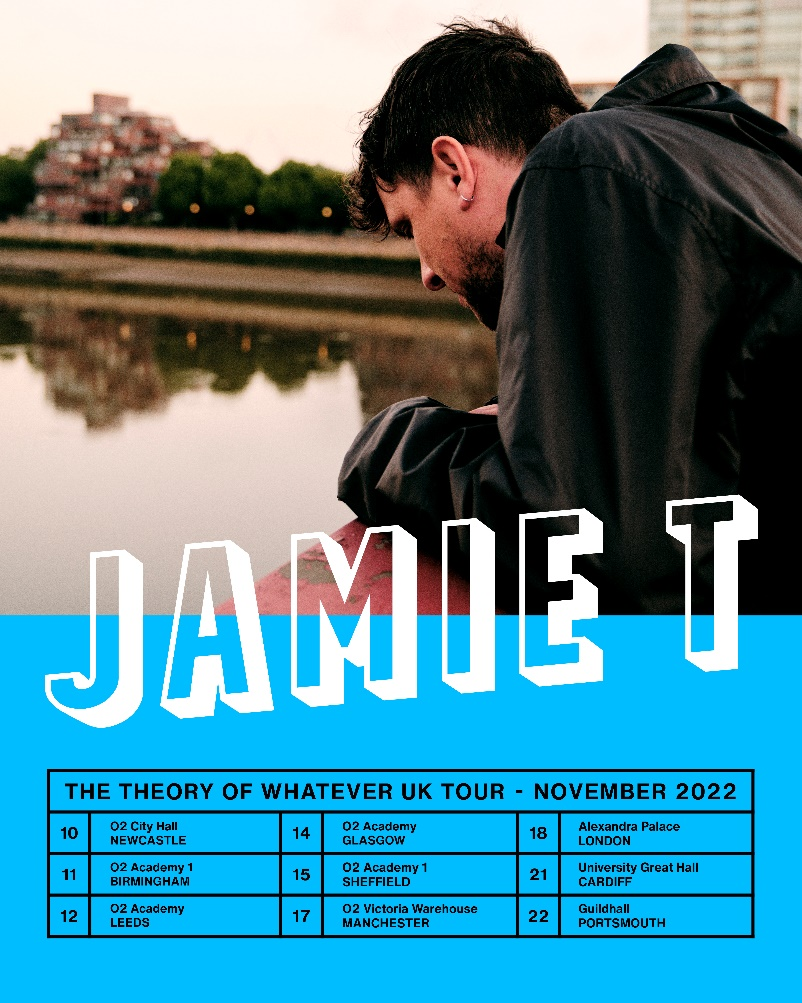 JAMIE T
THE THEORY OF WHATEVER UK TOUR - NOVEMBER 2022
10
O2 City Hall
NEWCASTLE
14
O2 Academy
GLASGOW
18
Alexandra Palace
LONDON
11
O2 Academy 1
BIRMINGHAM
15
O2 Academy 1
SHEFFIELD
21
University Great Hall
CARDIFF
12
O2 Academy
LEEDS
17
O2 Victoria Warehouse
MANCHESTER
22
Guildhall
PORTSMOUTH